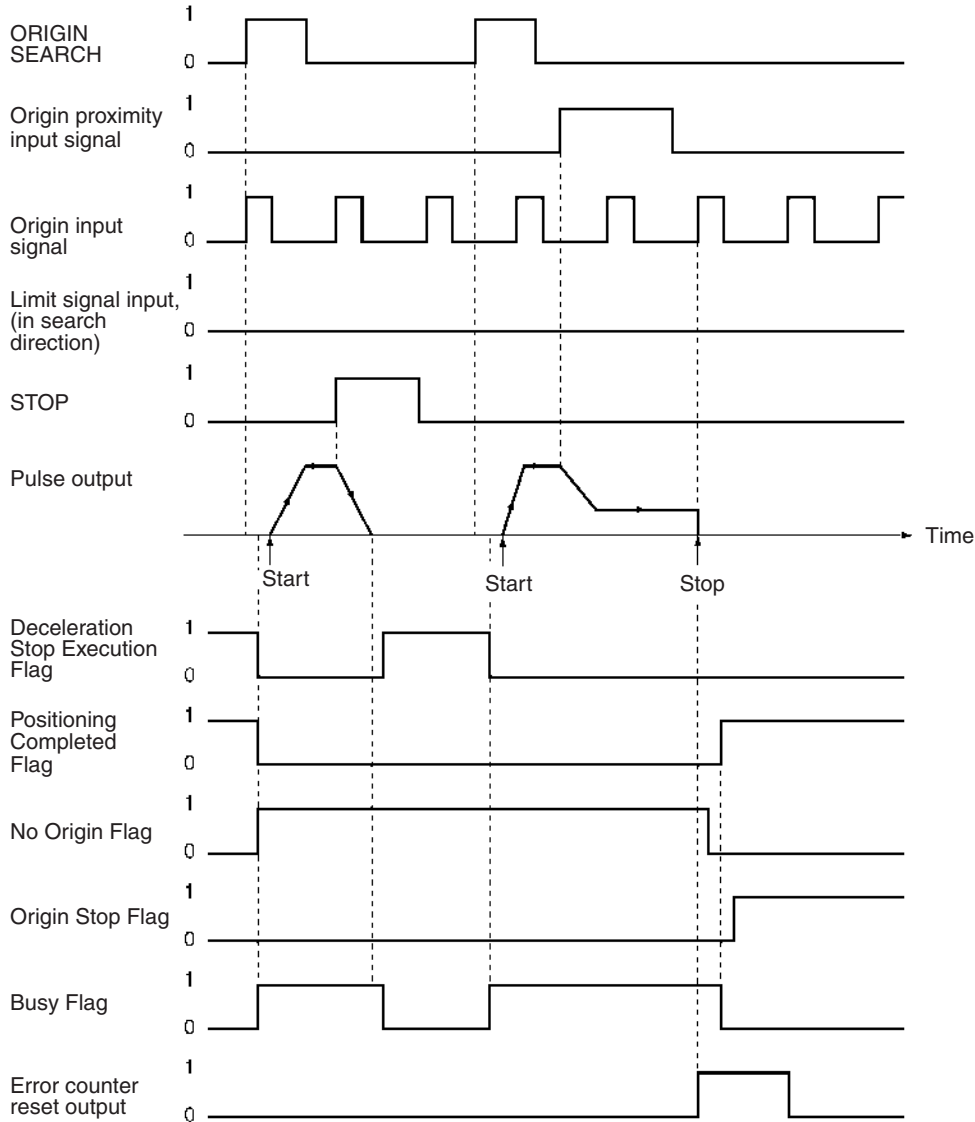 1
ORIGIN
SEARCH
0
1
Origin proximity
input signal
0
1
Origin input
signal
0
1
Limit signal input,
(in search
direction)
0
1
STOP
0
Pulse output
Time
Start
Start
Stop
Deceleration
Stop Execution
Flag
1
0
Positioning
Completed
Flag
1
0
1
No Origin Flag
0
1
Origin Stop Flag
0
1
Busy Flag
0
1
Error counter
reset output
0